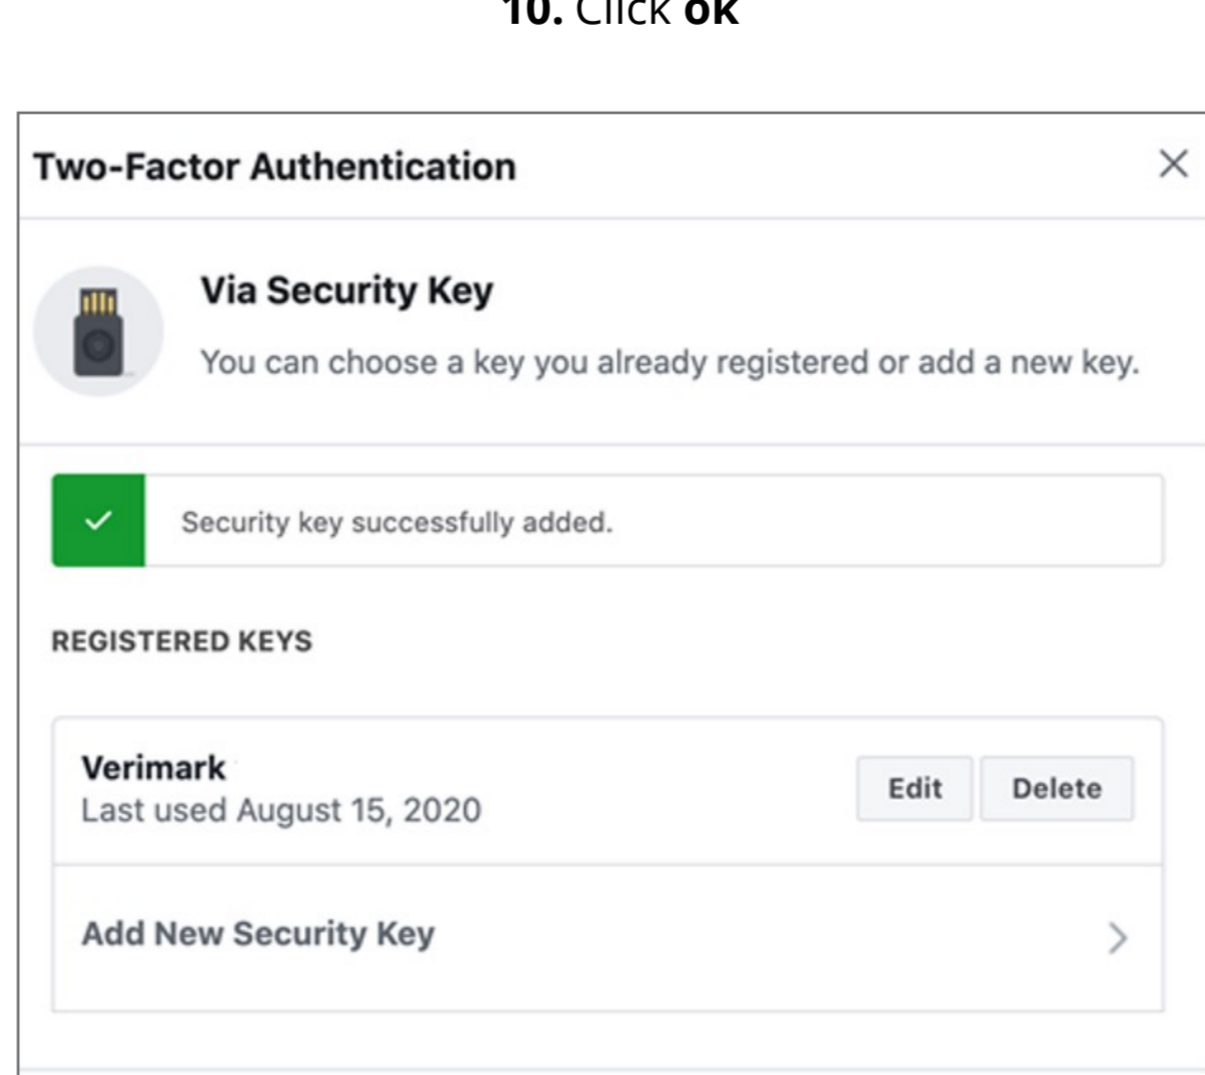 10. Click ok
Two-Factor Authentication
Via Security Key
You can choose a key you already registered or add a new key.
Security key successfully added.
REGISTERED KEYS
Verimark
Last used August 15, 2020
Edit
Delete
Add New Security Key